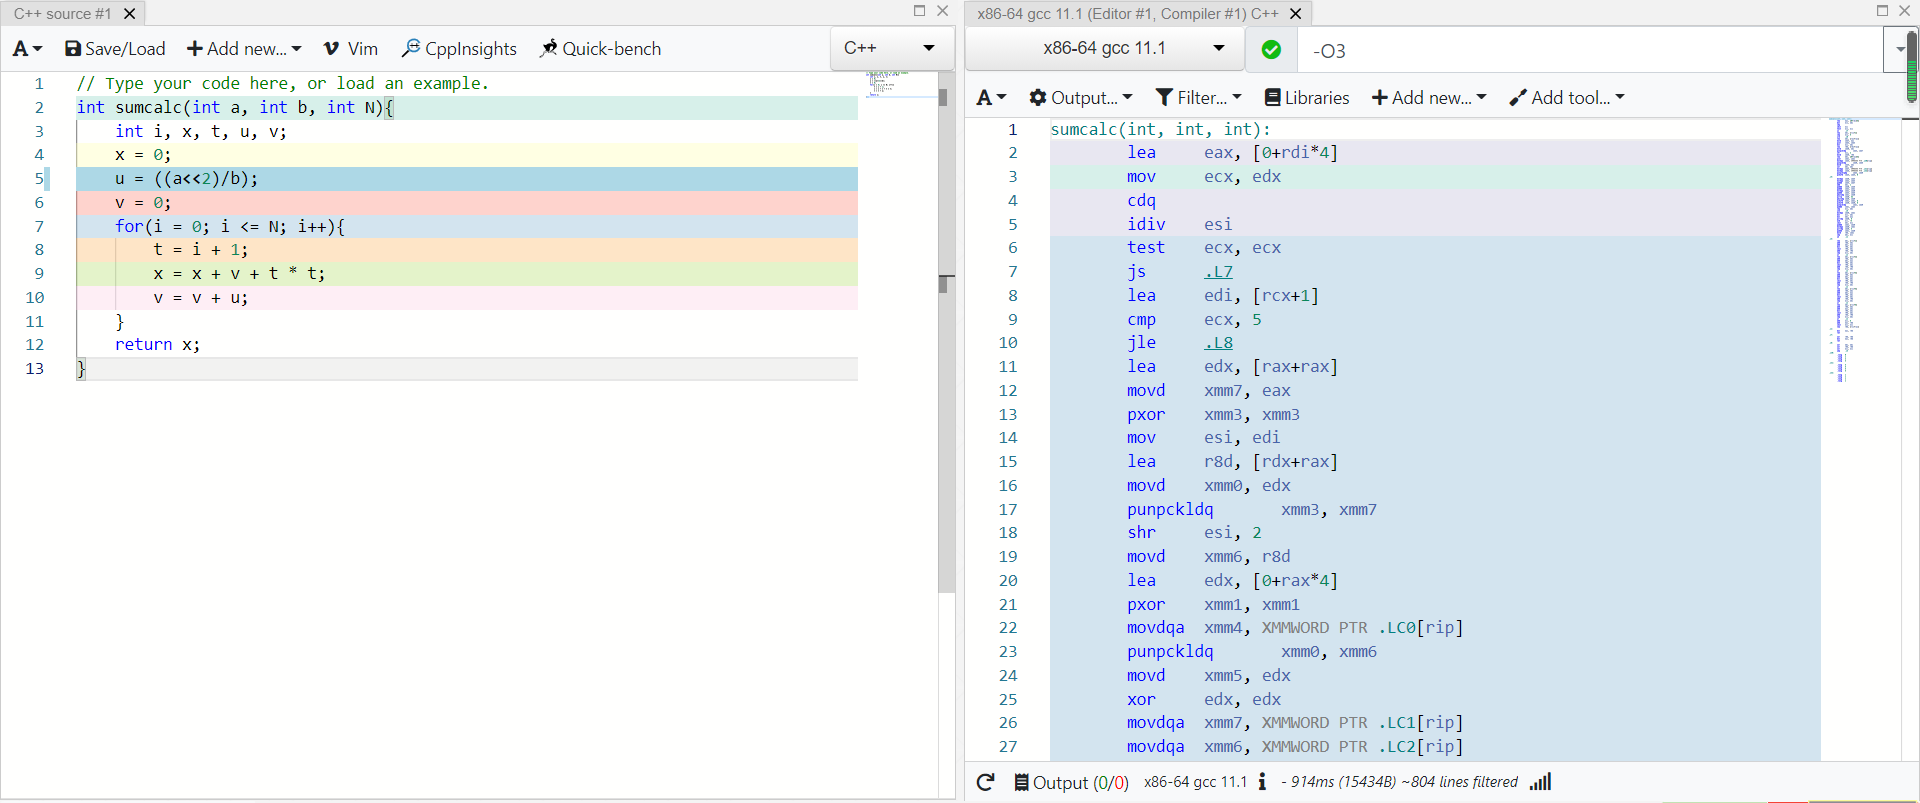 C++ source #1
A Save/Load Add new... Vim CppInsights Quick-bench C++
1 // Type your code here, or load an example.
2 int sumcalc(int a, int b, int N){
3 int i, x, t, u, v;
4 x = 0;
5 u = ((a<<2)/b);
6 v = 0;
7 for(i = 0; i <= N; i++){
8 t = i + 1;
9 x = x + v + t * t;
10 v = v + u;
11 }
12 return x;
13 }
x86-64 gcc 11.1 (Editor #1, Compiler #1) C++
x86-64 gcc 11.1 -O3
A Output... Filter... Libraries Add new... Add tool...
1 sumcalc(int, int, int):
2 lea eax, [0+rdi*4]
3 mov ecx, edx
4 cdq
5 idiv esi
6 test ecx, ecx
7 js .L7
8 lea edi, [rcx+1]
9 cmp ecx, 5
10 jle .L8
11 lea edx, [rax+rax]
12 movd xmm7, eax
13 pxor xmm3, xmm3
14 mov esi, edi
15 lea r8d, [rdx+rax]
16 movd xmm0, edx
17 punpckldq xmm3, xmm7
18 shr esi, 2
19 movd xmm6, r8d
20 lea edx, [0+rax*4]
21 pxor xmm1, xmm1
22 movdqa xmm4, XMMWORD PTR .LC0[rip]
23 punpckldq xmm0, xmm6
24 movd xmm5, edx
25 xor edx, edx
26 movdqa xmm7, XMMWORD PTR .LC1[rip]
27 movdqa xmm6, XMMWORD PTR .LC2[rip]
Output (0/0) x86-64 gcc 11.1 i - 914ms (15434B) ~804 lines filtered